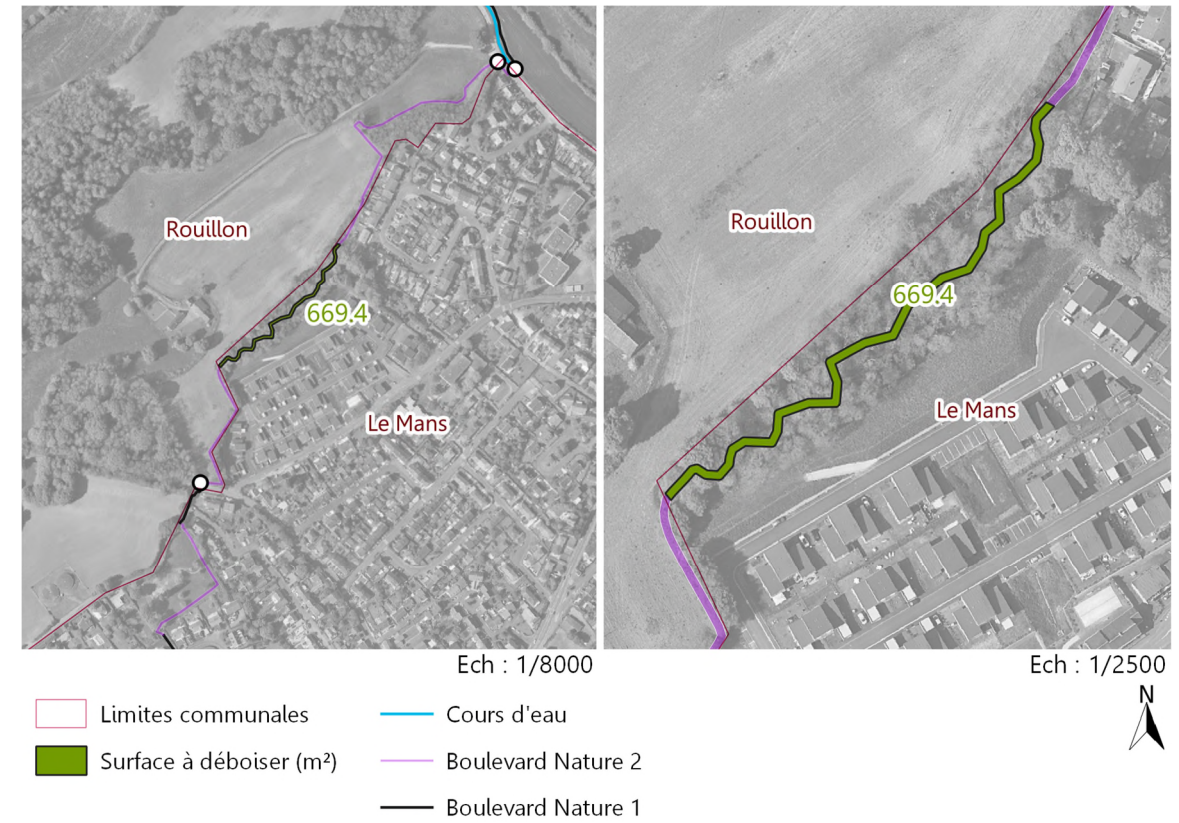 Rouillon
669.4
Le Mans
Ech : 1/8000
Rouillon
669.4
Le Mans
Ech : 1/2500
N
Limites communales
Surface à déboiser (m²)
Cours d'eau
Boulevard Nature 2
Boulevard Nature 1